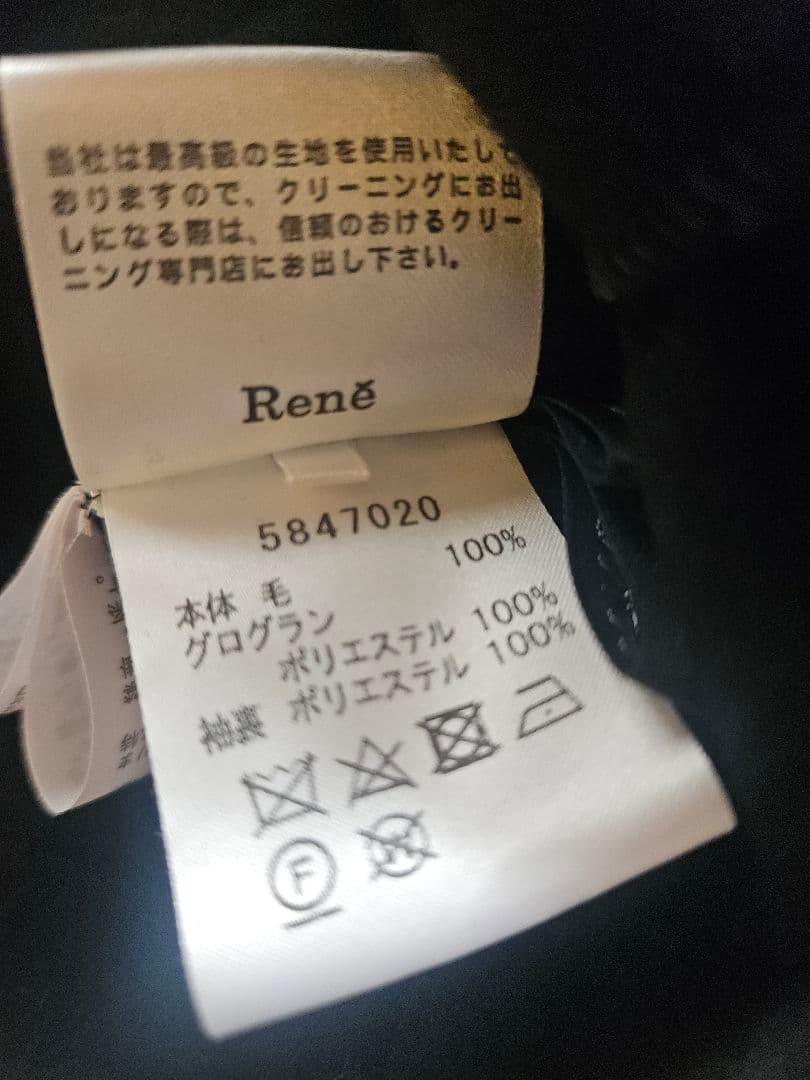 当社は最高級の生地を使用いたして
おりますので、クリーニングにお出
しになる際は、信頼のおけるクリー
ニング専門店にお出し下さい。
René
5847020
本体 毛 100%
グログラン
ポリエステル 100%
袖裏 ポリエステル 100%
F